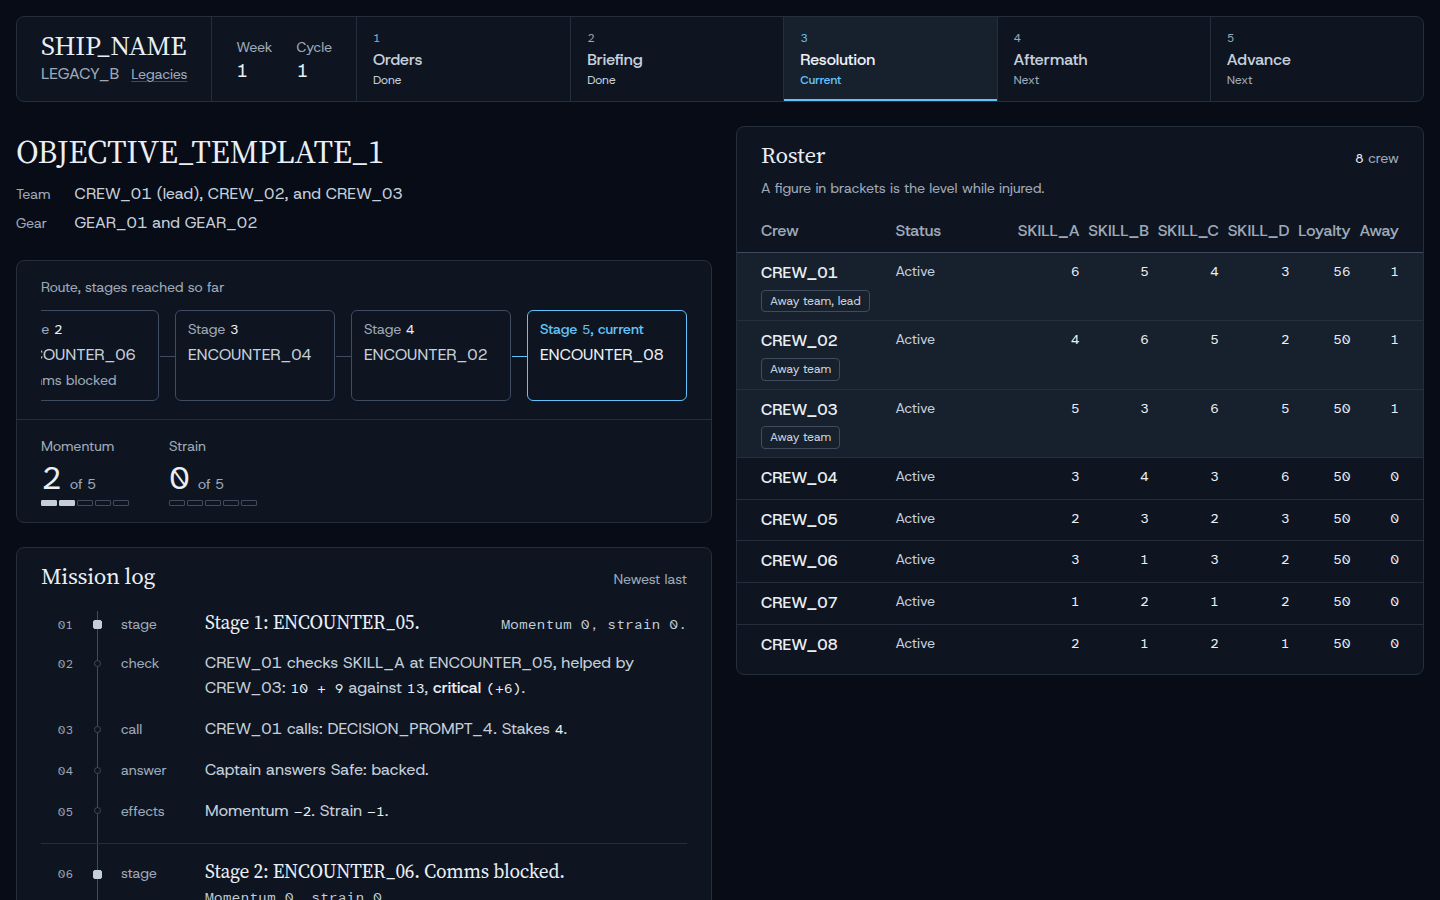 SHIP_NAME
LEGACY_B Legacies
Week Cycle
1 1
1
Orders
Done
2
Briefing
Done
3
Resolution
Current
4
Aftermath
Next
5
Advance
Next
OBJECTIVE_TEMPLATE_1
Team CREW_01 (lead), CREW_02, and CREW_03
Gear GEAR_01 and GEAR_02
Route, stages reached so far
e 2
COUNTER_06
ms blocked
Stage 3
ENCOUNTER_04
Stage 4
ENCOUNTER_02
Stage 5, current
ENCOUNTER_08
Momentum
2 of 5
Strain
0 of 5
Mission log
Newest last
01 stage Stage 1: ENCOUNTER_05. Momentum 0, strain 0.
02 check CREW_01 checks SKILL_A at ENCOUNTER_05, helped by
CREW_03: 10 + 9 against 13, critical (+6).
03 call CREW_01 calls: DECISION_PROMPT_4. Stakes 4.
04 answer Captain answers Safe: backed.
05 effects Momentum −2. Strain −1.
06 stage Stage 2: ENCOUNTER_06. Comms blocked.
Momentum 0, strain 0
Roster
8 crew
A figure in brackets is the level while injured.
Crew Status SKILL_A SKILL_B SKILL_C SKILL_D Loyalty Away
CREW_01 Active 6 5 4 3 56 1
Away team, lead
CREW_02 Active 4 6 5 2 50 1
Away team
CREW_03 Active 5 3 6 5 50 1
Away team
CREW_04 Active 3 4 3 6 50 0
CREW_05 Active 2 3 2 3 50 0
CREW_06 Active 3 1 3 2 50 0
CREW_07 Active 1 2 1 2 50 0
CREW_08 Active 2 1 2 1 50 0